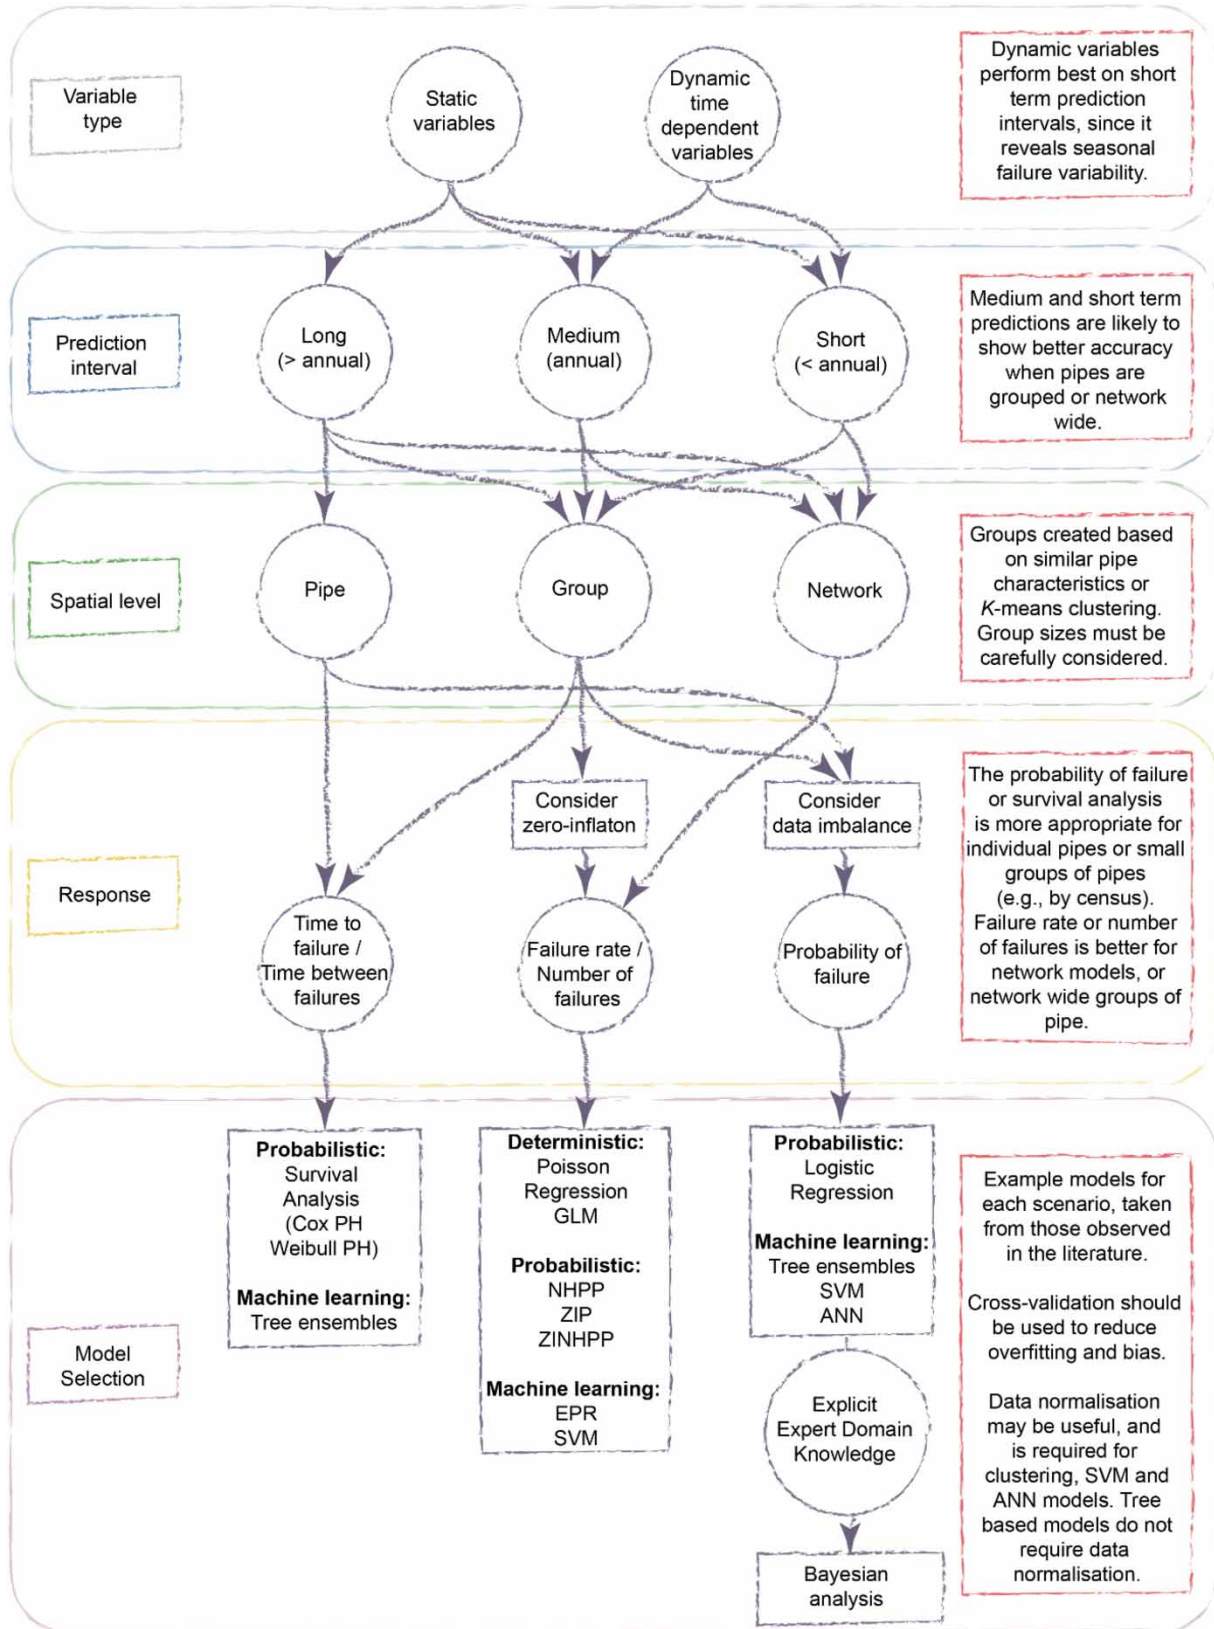 Variable
type
Static
variables
Dynamic
time
dependent
variables
Dynamic variables
perform best on short
term prediction
intervals, since it
reveals seasonal
failure variability.
Prediction
interval
Long
(> annual)
Medium
(annual)
Short
(< annual)
Medium and short term
predictions are likely to
show better accuracy
when pipes are
grouped or network
wide.
Spatial level
Pipe
Group
Network
Groups created based
on similar pipe
characteristics or
K-means clustering.
Group sizes must be
carefully considered.
Response
Consider
zero-inflaton
Consider
data imbalance
Time to
failure /
Time between
failures
Failure rate /
Number of
failures
Probability of
failure
The probability of failure
or survival analysis
is more appropriate for
individual pipes or small
groups of pipes
(e.g., by census).
Failure rate or number
of failures is better for
network models, or
network wide groups of
pipe.
Model
Selection
Probabilistic:
Survival
Analysis
(Cox PH
Weibull PH)
Machine learning:
Tree ensembles
Deterministic:
Poisson
Regression
GLM
Probabilistic:
NHPP
ZIP
ZINHPP
Machine learning:
EPR
SVM
Probabilistic:
Logistic
Regression
Machine learning:
Tree ensembles
SVM
ANN
Explicit
Expert Domain
Knowledge
Bayesian
analysis
Example models for
each scenario, taken
from those observed
in the literature.
Cross-validation should
be used to reduce
overfitting and bias.
Data normalisation
may be useful, and
is required for
clustering, SVM and
ANN models. Tree
based models do not
require data
normalisation.